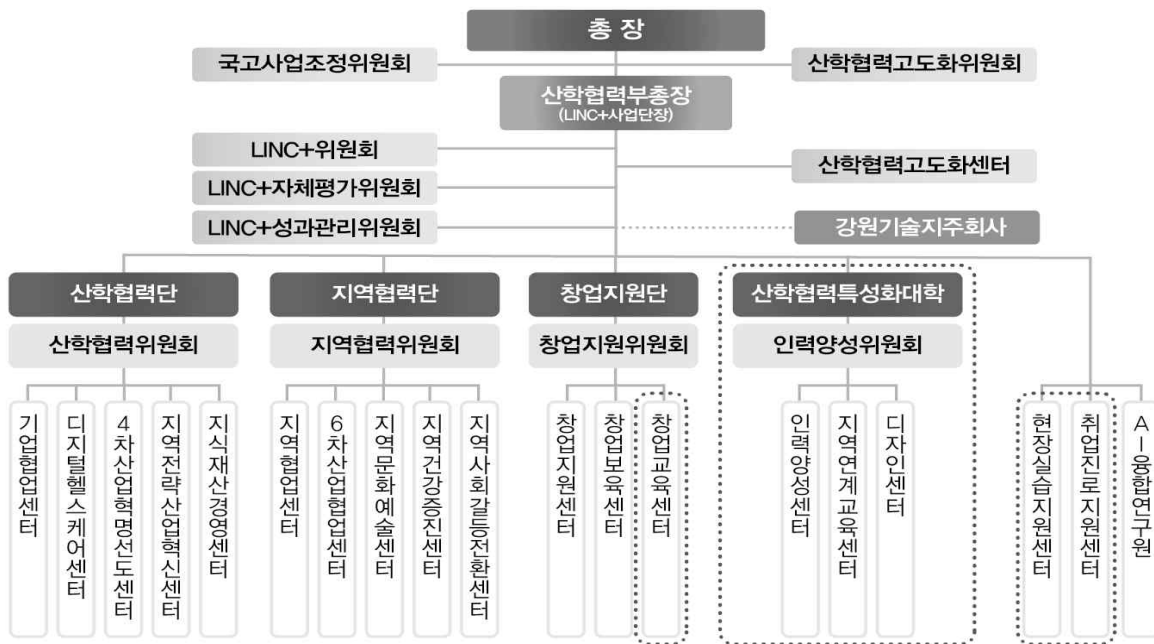 총 장
국고사업조정위원회
산학협력고도화위원회
산학협력부총장
(LINC+사업단장)
LINC+위원회
산학협력고도화센터
LINC+자체평가위원회
LINC+성과관리위원회
강원기술지주회사
산학협력단
지역협력단
창업지원단
산학협력특성화대학
산학협력위원회
지역협력위원회
창업지원위원회
인력양성위원회
기업협업센터
디지털헬스케어센터
4차산업혁명선도센터
지역전략산업혁신센터
지식재산경영센터
지역협업센터
6차산업협업센터
지역문화예술센터
지역건강증진센터
지역사회갈등전환센터
창업지원센터
창업보육센터
창업교육센터
인력양성센터
지역연계교육센터
디자인센터
현장실습지원센터
취업진로지원센터
AI융합연구원